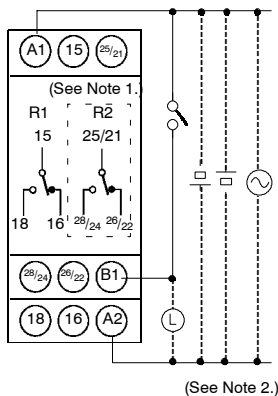 A1 15 25/21
(See Note 1.)
R1 R2
15 25/21
18 16 28/24 26/22
28/24 26/22 B1
L
18 16 A2
(See Note 2.)